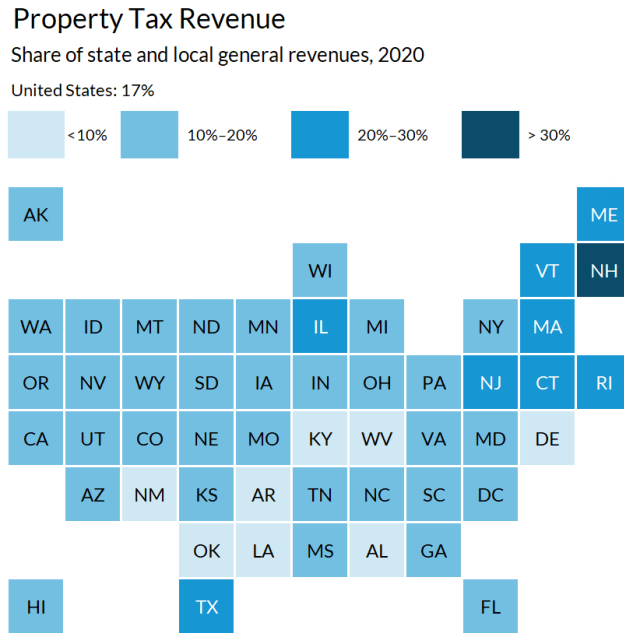 Property Tax Revenue
Share of state and local general revenues, 2020
United States: 17%
<10% 10%–20% 20%–30% > 30%
AK ME
WI VT NH
WA ID MT ND MN IL MI NY MA
OR NV WY SD IA IN OH PA NJ CT RI
CA UT CO NE MO KY WV VA MD DE
AZ NM KS AR TN NC SC DC
OK LA MS AL GA
HI TX FL